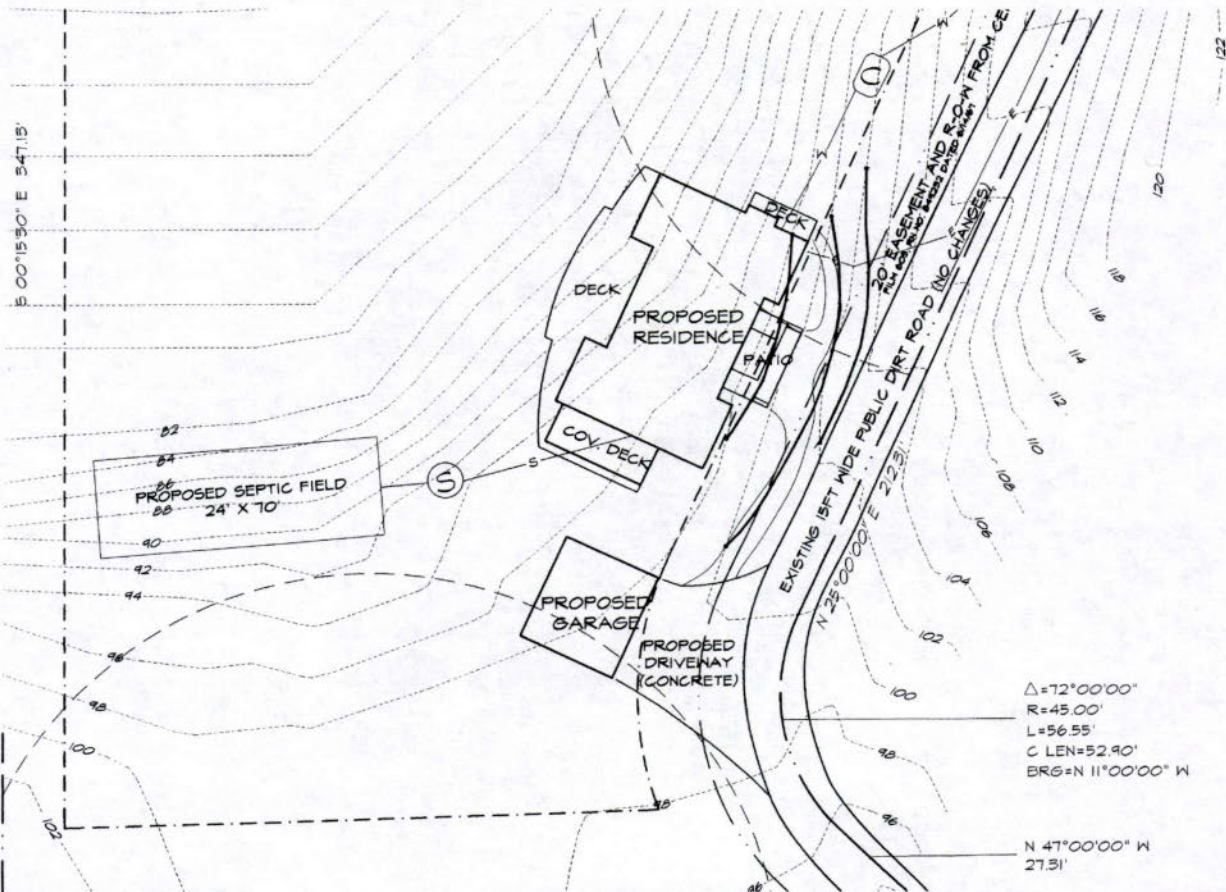 122
120
118
116
114
112
110
108
106
104
102
100
98
96
S 00°15'30" E 347.15'
W
W
20' EASEMENT AND R-O-W FROM
EXISTING 15FT WIDE PUBLIC DIRT ROAD (NO CHANGES)
N 25°00'00" E 212.31'
E
E
DECK
DECK
PROPOSED
RESIDENCE
PATIO
COV. DECK
S
S
82
84
86
88
90
92
94
96
98
100
102
PROPOSED SEPTIC FIELD
24' X 70'
PROPOSED
GARAGE
PROPOSED
DRIVEWAY
(CONCRETE)
98
96
Δ=72°00'00"
R=45.00'
L=56.55'
C LEN=52.90'
BRG=N 11°00'00" W
N 47°00'00" W
27.31'